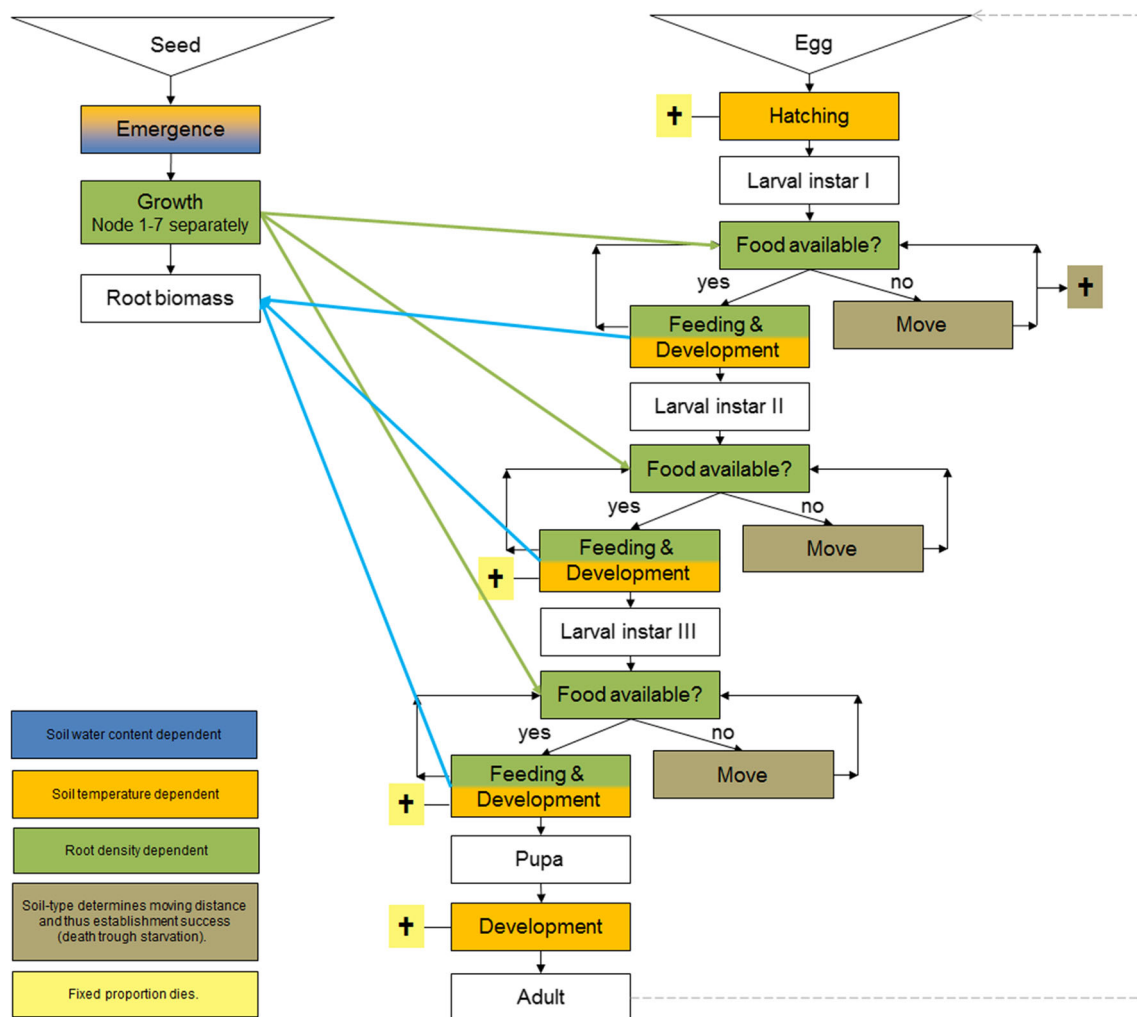 Seed
Emergence
Growth
Node 1-7 separately
Root biomass
Egg
Hatching
Larval instar I
Food available?
yes
no
Feeding &
Development
Move
Larval instar II
Food available?
yes
no
Feeding &
Development
Move
Larval instar III
Food available?
yes
no
Feeding &
Development
Move
Pupa
Development
Adult
Soil water content dependent
Soil temperature dependent
Root density dependent
Soil-type determines moving distance
and thus establishment success
(death trough starvation).
Fixed proportion dies.